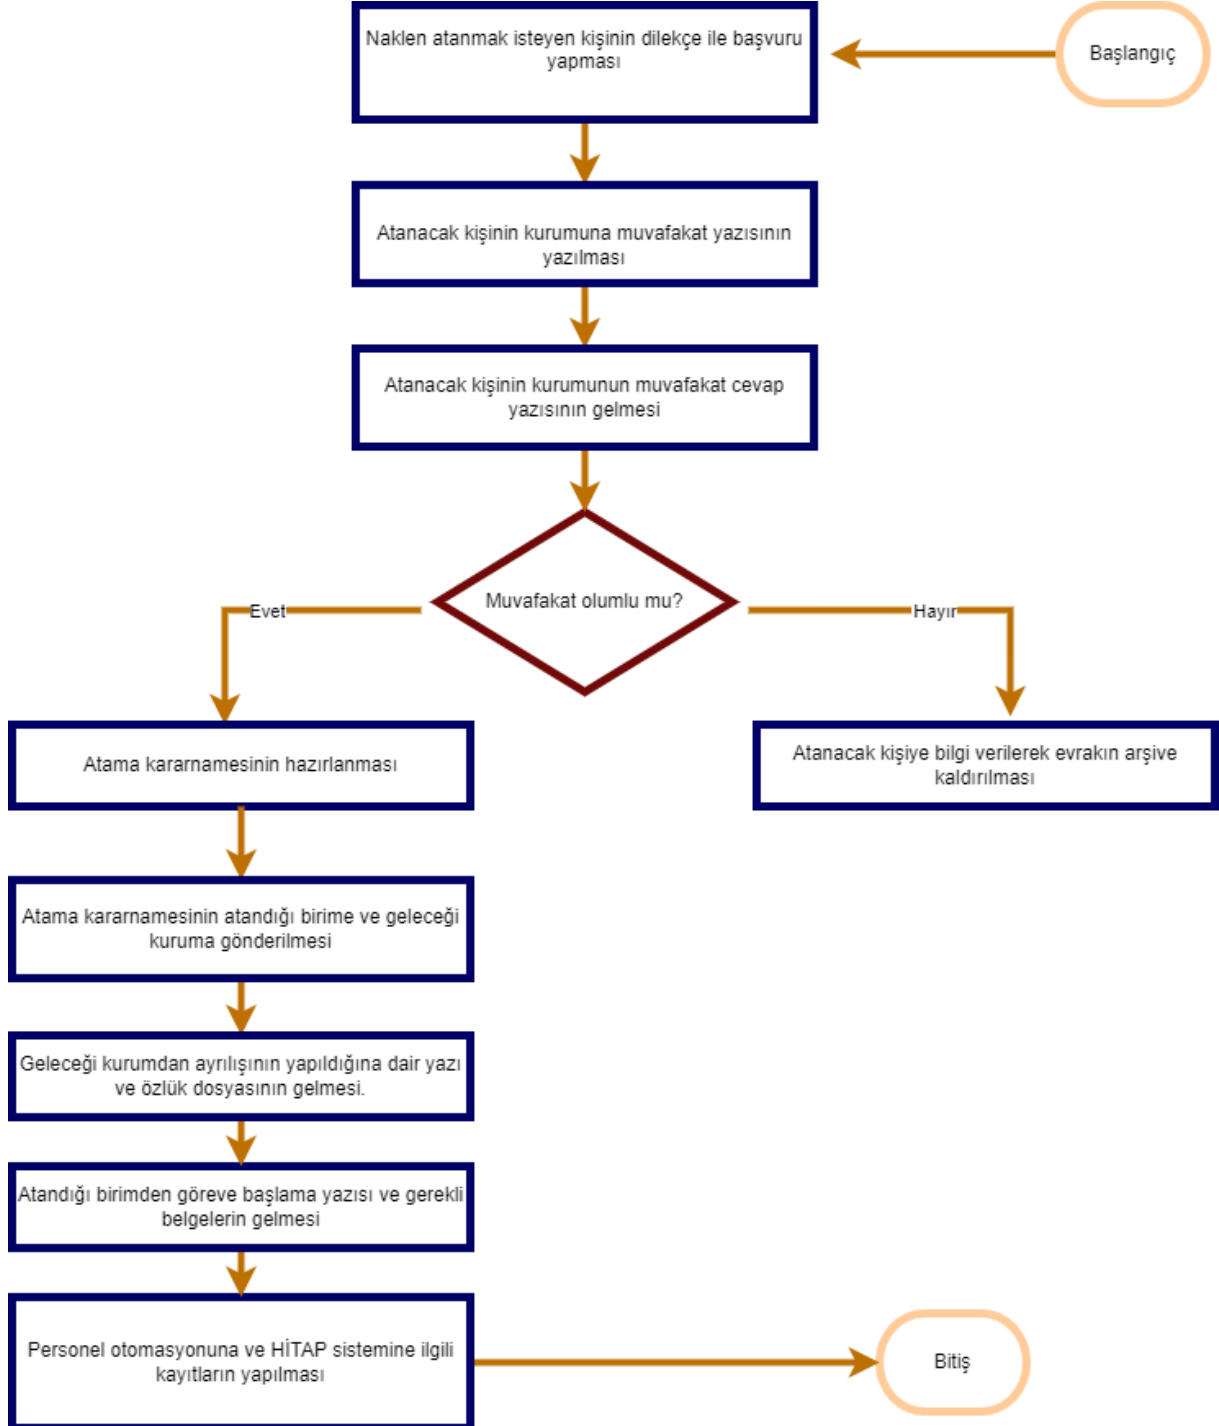 Başlangıç
Naklen atanmak isteyen kişinin dilekçe ile başvuru
yapması
Atanacak kişinin kurumuna muvafakat yazısının
yazılması
Atanacak kişinin kurumunun muvafakat cevap
yazısının gelmesi
Muvafakat olumlu mu?
Evet
Hayır
Atama kararnamesinin hazırlanması
Atanacak kişiye bilgi verilerek evrakın arşive
kaldırılması
Atama kararnamesinin atandığı birime ve geleceği
kuruma gönderilmesi
Geleceği kurumdan ayrılışının yapıldığına dair yazı
ve özlük dosyasının gelmesi.
Atandığı birimden göreve başlama yazısı ve gerekli
belgelerin gelmesi
Personel otomasyonuna ve HİTAP sistemine ilgili
kayıtların yapılması
Bitiş